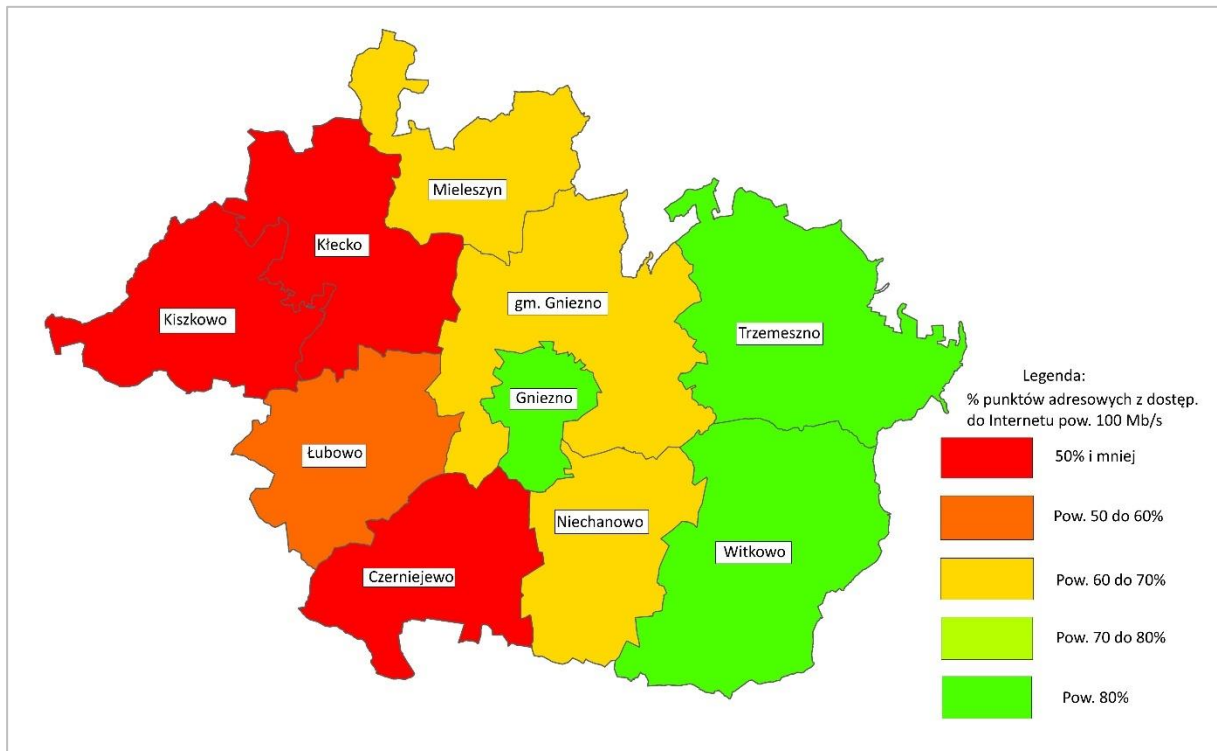 Mieleszyn
Kłecko
gm. Gniezno
Kiszkowo
Trzemeszno
Gniezno
Łubowo
Niechanowo
Witkowo
Czerniejewo
Legenda:
% punktów adresowych z dostęp.
do Internetu pow. 100 Mb/s
50% i mniej
Pow. 50 do 60%
Pow. 60 do 70%
Pow. 70 do 80%
Pow. 80%